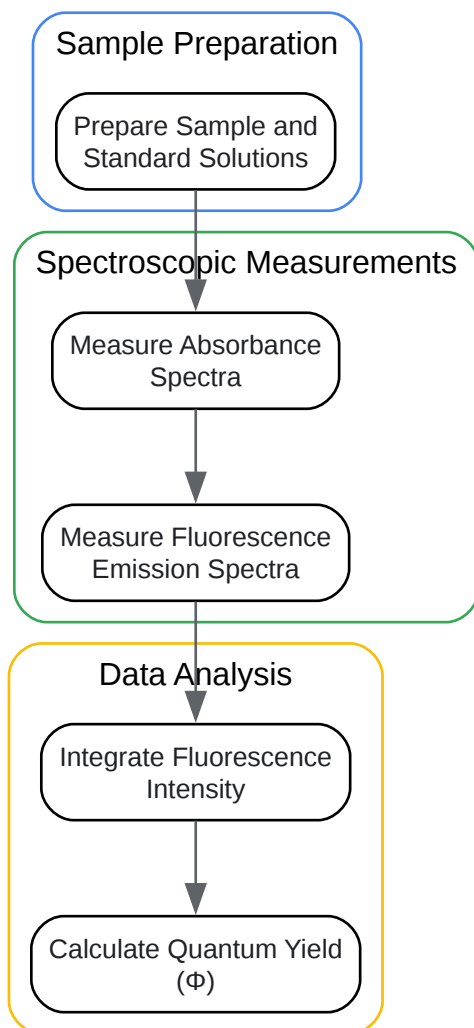 Sample Preparation
Prepare Sample and
Standard Solutions
Spectroscopic Measurements
Measure Absorbance
Spectra
Measure Fluorescence
Emission Spectra
Data Analysis
Integrate Fluorescence
Intensity
Calculate Quantum Yield
(Φ)